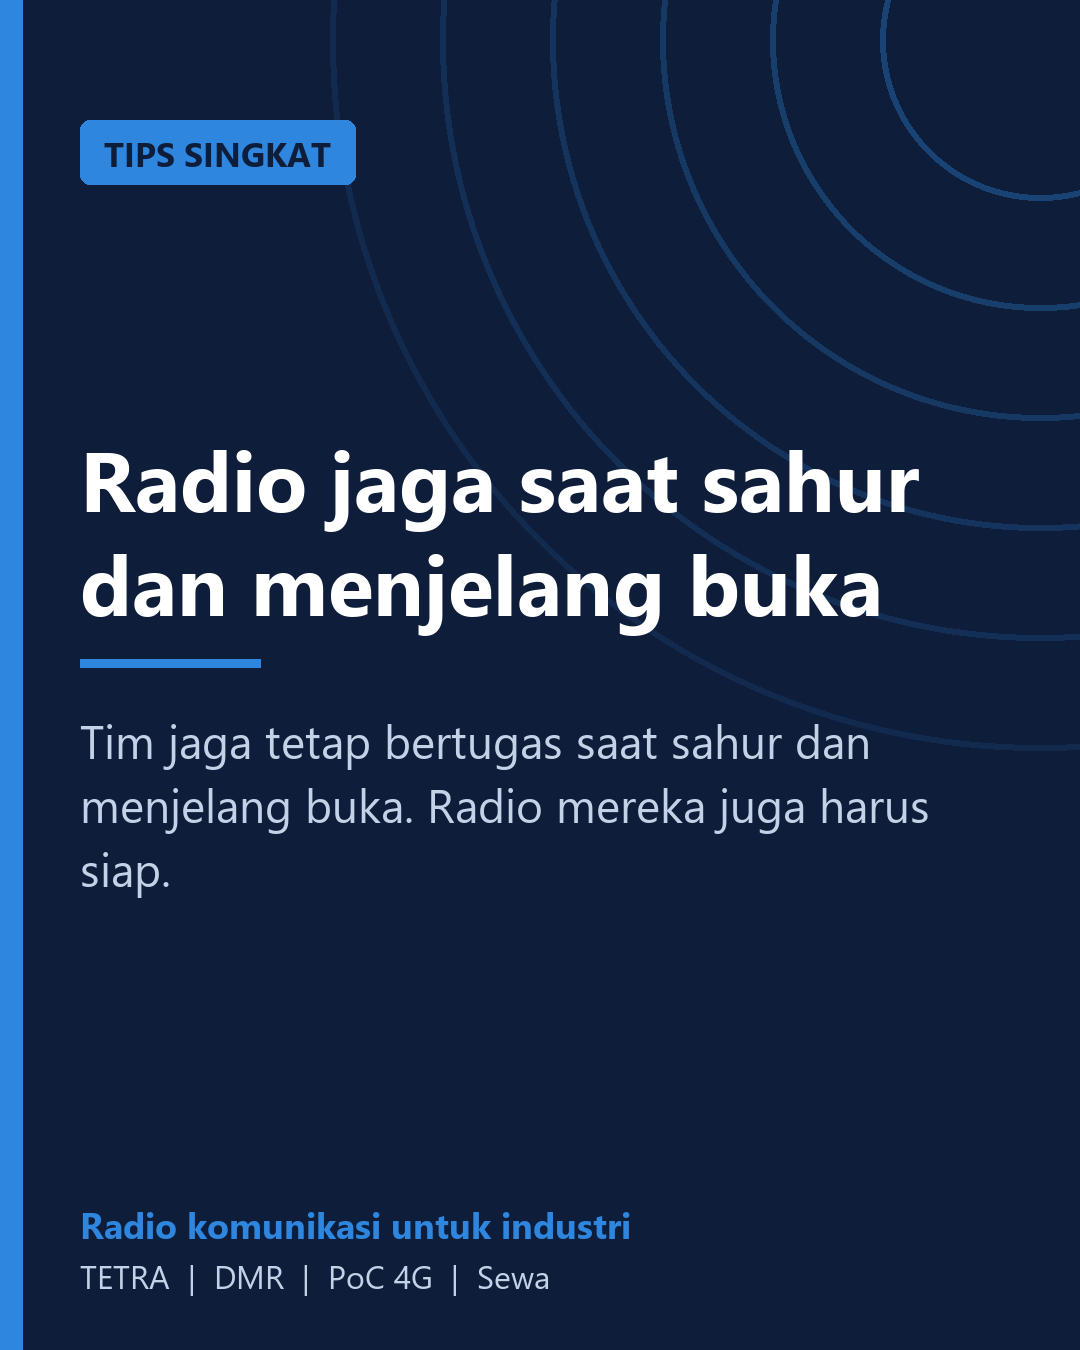 TIPS SINGKAT
Radio jaga saat sahur
dan menjelang buka
Tim jaga tetap bertugas saat sahur dan
menjelang buka. Radio mereka juga harus
siap.
Radio komunikasi untuk industri
TETRA | DMR | PoC 4G | Sewa